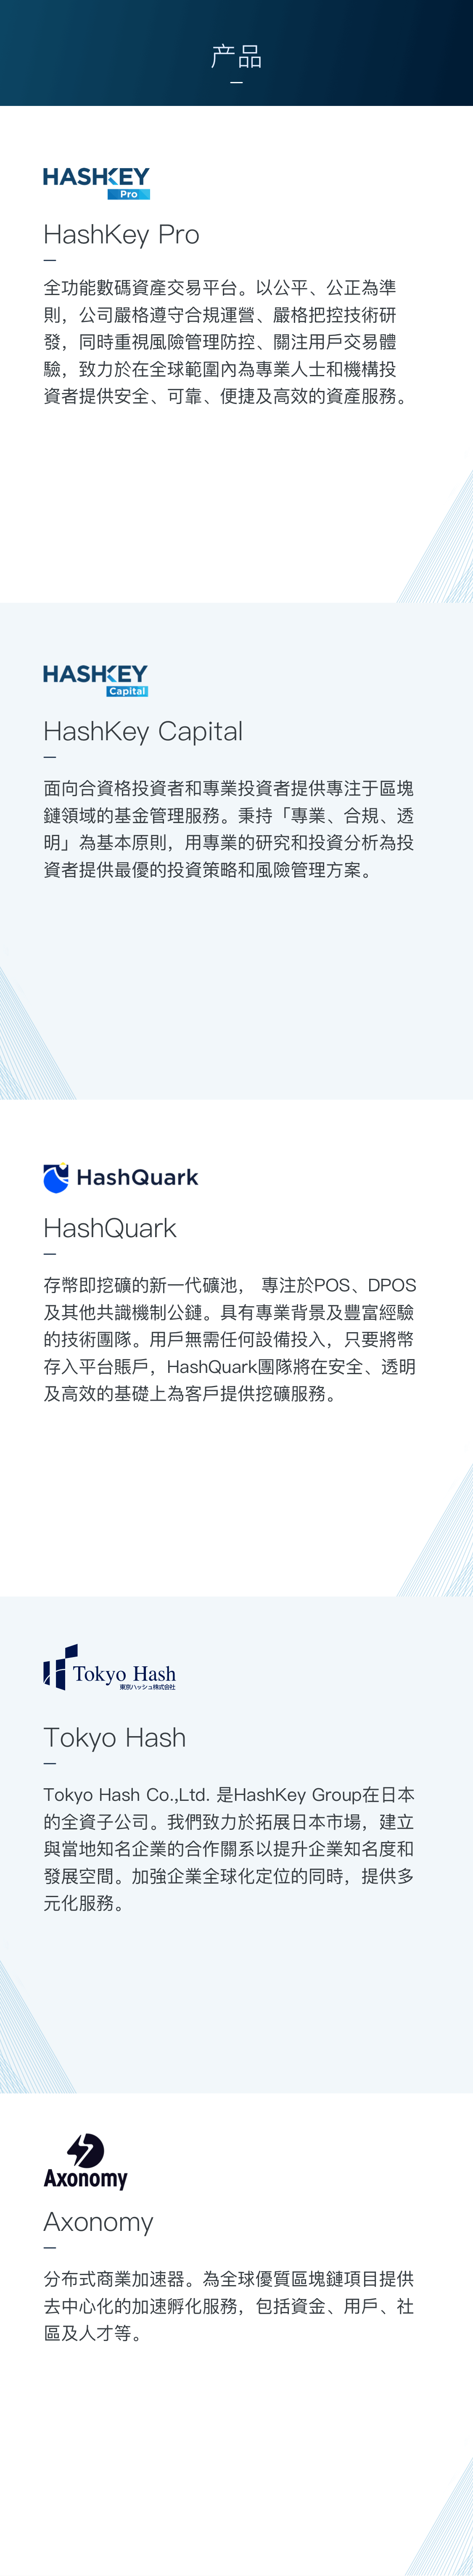 产品
HASHKEY
Pro
HashKey Pro
全功能數碼資產交易平台。以公平、公正為準
則，公司嚴格遵守合規運營、嚴格把控技術研
發，同時重視風險管理防控、關注用戶交易體
驗，致力於在全球範圍內為專業人士和機構投
資者提供安全、可靠、便捷及高效的資產服務。
HASHKEY
Capital
HashKey Capital
面向合資格投資者和專業投資者提供專注于區塊
鏈領域的基金管理服務。秉持「專業、合規、透
明」為基本原則，用專業的研究和投資分析為投
資者提供最優的投資策略和風險管理方案。
HashQuark
HashQuark
存幣即挖礦的新一代礦池， 專注於POS、DPOS
及其他共識機制公鏈。具有專業背景及豐富經驗
的技術團隊。用戶無需任何設備投入，只要將幣
存入平台賬戶，HashQuark團隊將在安全、透明
及高效的基礎上為客戶提供挖礦服務。
Tokyo Hash
東京ハッシュ株式会社
Tokyo Hash
Tokyo Hash Co.,Ltd. 是HashKey Group在日本
的全資子公司。我們致力於拓展日本市場，建立
與當地知名企業的合作關系以提升企業知名度和
發展空間。加強企業全球化定位的同時，提供多
元化服務。
Axonomy
Axonomy
分布式商業加速器。為全球優質區塊鏈項目提供
去中心化的加速孵化服務，包括資金、用戶、社
區及人才等。